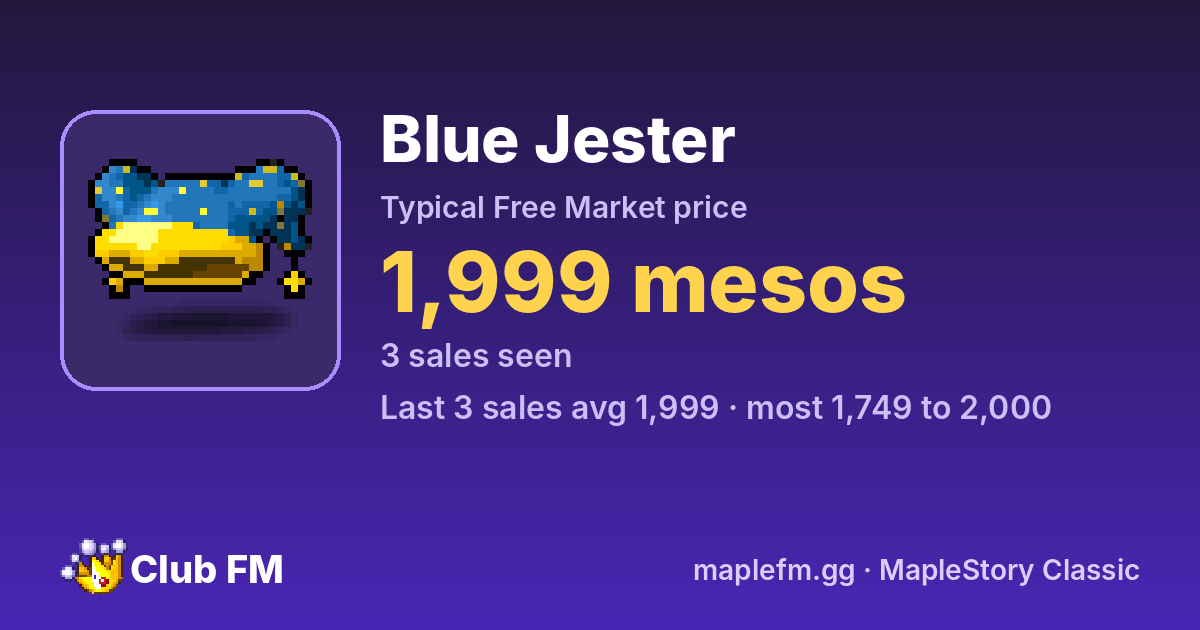 Blue Jester
Typical Free Market price
1,999 mesos
3 sales seen
Last 3 sales avg 1,999 · most 1,749 to 2,000
Club FM
maplefm.gg · MapleStory Classic